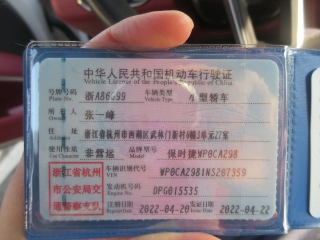 中华人民共和国机动车行驶证
Vehicle License of the People's Republic of China
号牌号码 浙A86099 车辆类型 小型轿车
Plate No. Vehicle Type
所有人 张一峰
Owner
住址 浙江省杭州市西湖区武林门新村6幢3单元27室
使用性质 非营运 品牌型号 保时捷WP0CA298
Use Character Model
浙江省杭州市公安局交通警察支队
车辆识别代号 WP0CA2981NS207359
VIN
发动机号码 DPG015535
Engine No.
注册日期 2022-04-20 发证日期 2022-04-22
Register Date Issue Date